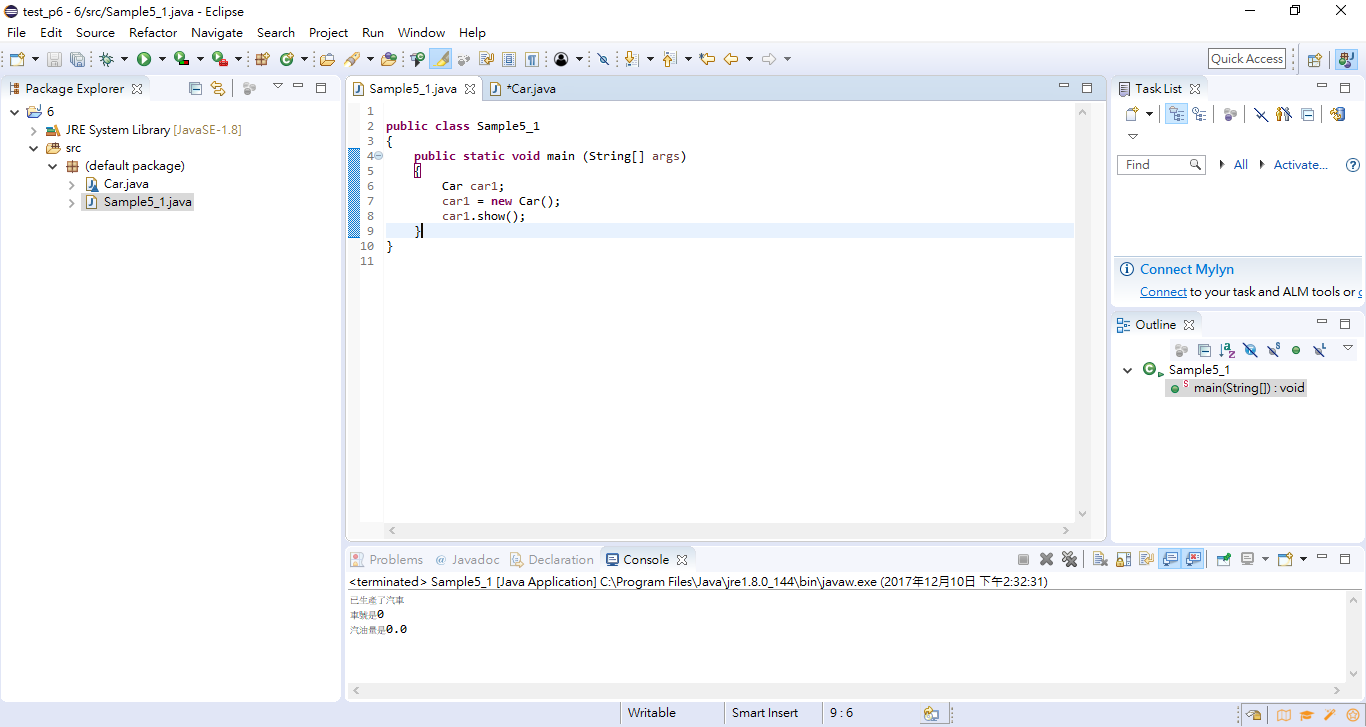 test_p6 - 6/src/Sample5_1.java - Eclipse
File Edit Source Refactor Navigate Search Project Run Window Help
Quick Access
Package Explorer
6
JRE System Library [JavaSE-1.8]
src
(default package)
Car.java
Sample5_1.java
Sample5_1.java *Car.java
1
2 public class Sample5_1
3 {
4 public static void main (String[] args)
5 {
6 Car car1;
7 car1 = new Car();
8 car1.show();
9 }
10 }
11
Task List
Find All Activate...
Connect Mylyn
Connect to your task and ALM tools or
Outline
Sample5_1
main(String[]) : void
Problems @ Javadoc Declaration Console
<terminated> Sample5_1 [Java Application] C:\Program Files\Java\jre1.8.0_144\bin\javaw.exe (2017年12月10日 下午2:32:31)
已生產了汽車
車號是0
汽油量是0.0
Writable Smart Insert 9 : 6